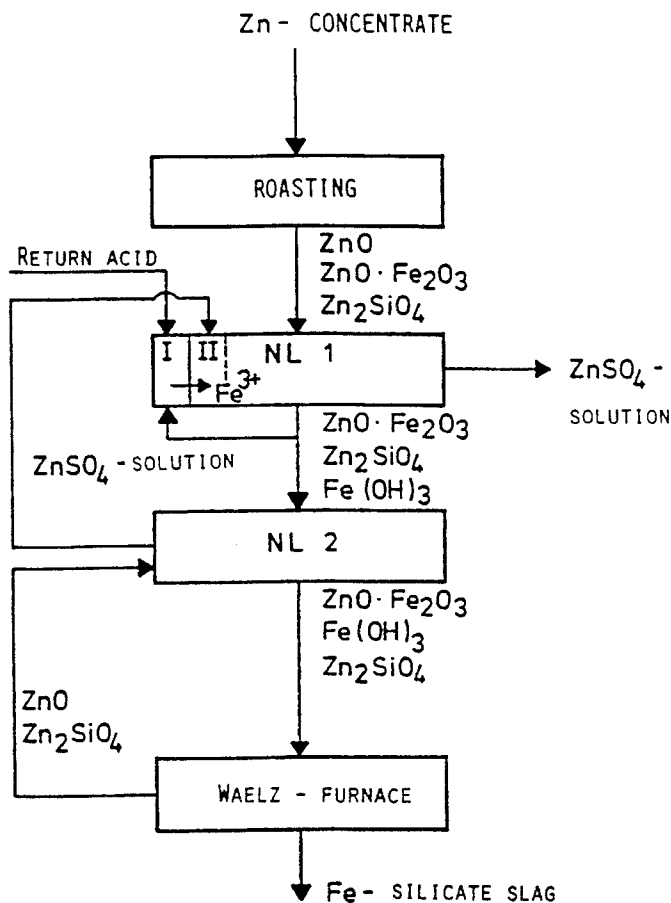 Zn - CONCENTRATE
ROASTING
ZnO
ZnO · Fe₂O₃
Zn₂SiO₄
RETURN ACID
I II NL 1
Fe³⁺
ZnSO₄ -
SOLUTION
ZnO · Fe₂O₃
Zn₂SiO₄
Fe (OH)₃
ZnSO₄ - SOLUTION
NL 2
ZnO · Fe₂O₃
Fe(OH)₃
Zn₂SiO₄
ZnO
Zn₂SiO₄
WAELZ - FURNACE
Fe - SILICATE SLAG